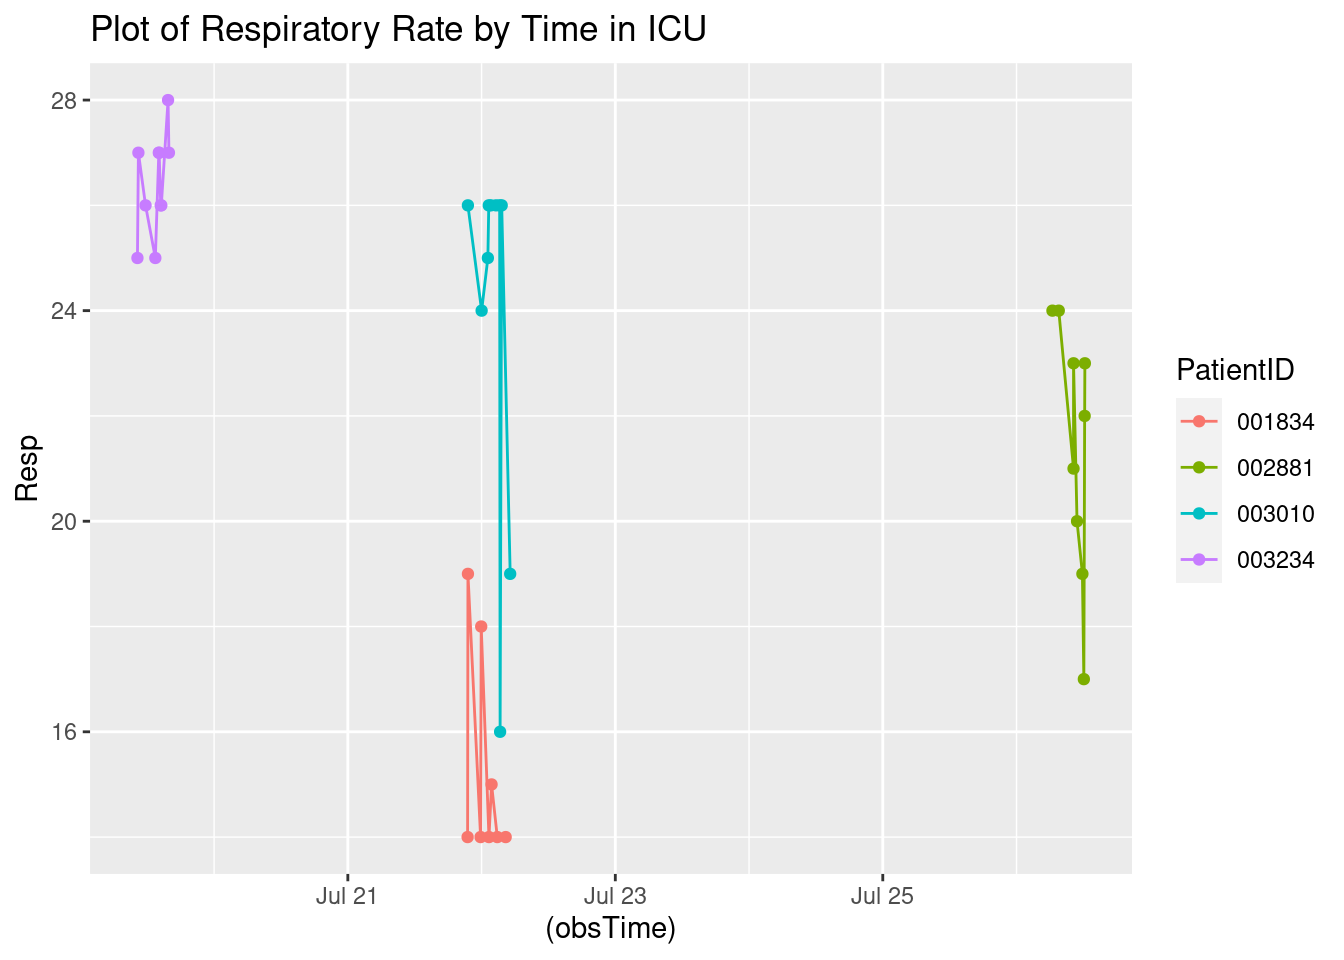 Plot of Respiratory Rate by Time in ICU
28
24
20
16
Resp
Jul 21
Jul 23
Jul 25
(obsTime)
PatientID
001834
002881
003010
003234